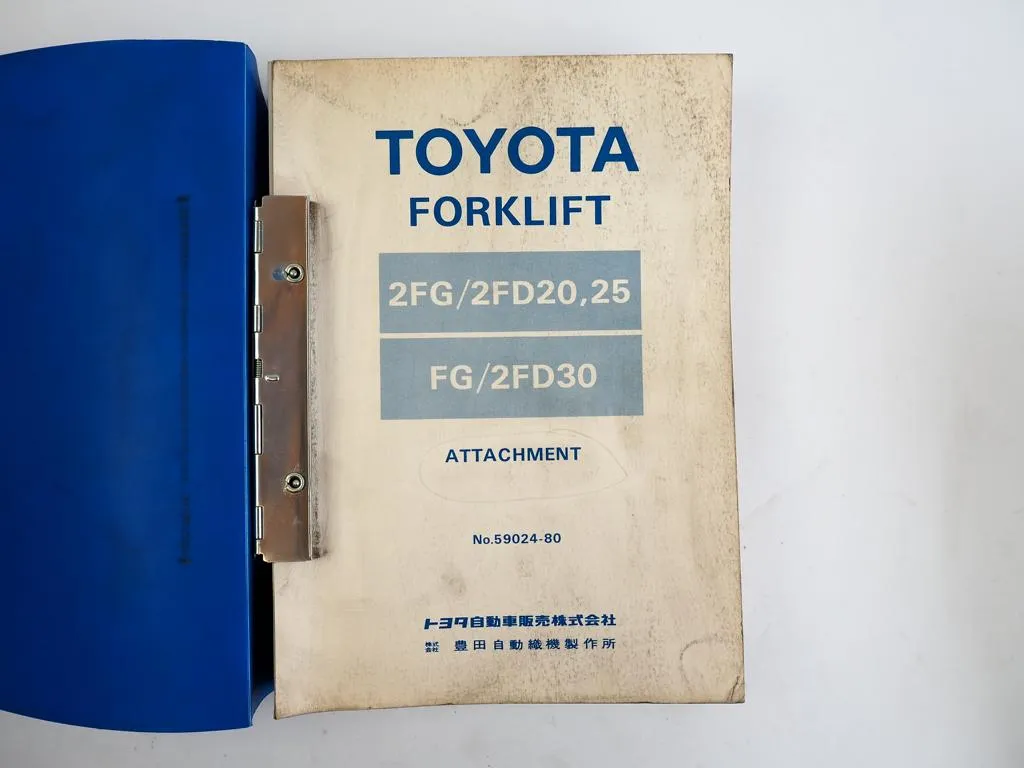 TOYOTA
FORKLIFT
2FG/2FD20,25
FG/2FD30
ATTACHMENT
No.59024-80
トヨタ自動車販売株式会社
株式会社 豊田自動織機製作所